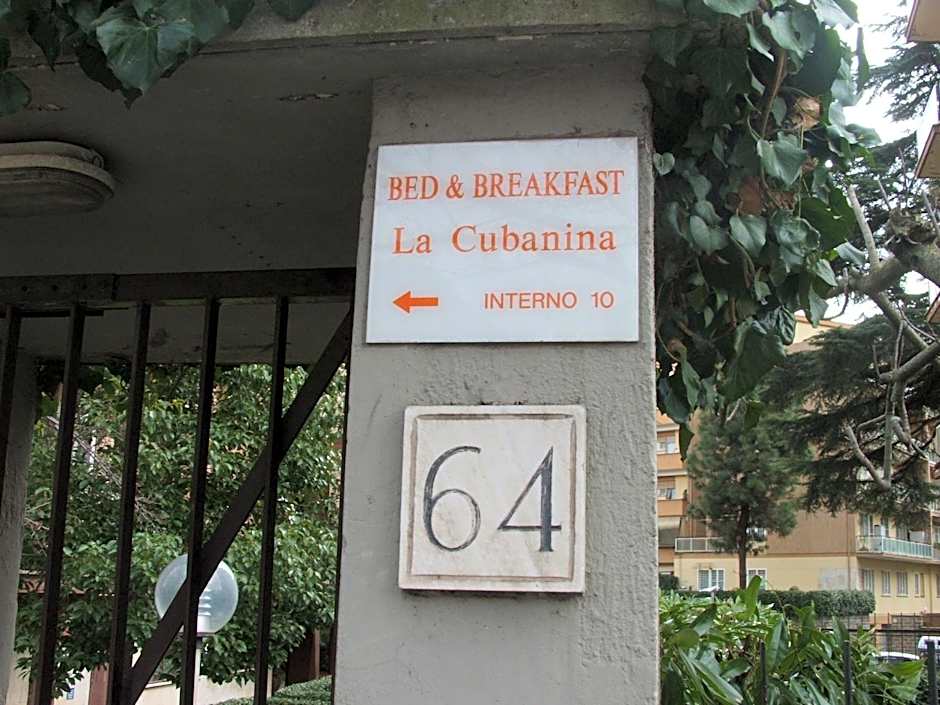 BED & BREAKFAST
La Cubanina
INTERNO 10
64